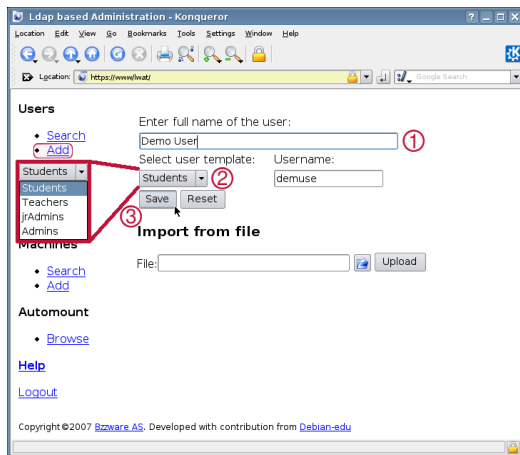 Ldap based Administration - Konqueror
Location Edit View Go Bookmarks Tools Settings Window Help
Location: https://www/lwat/ Google Search
Users
Search
Add
Students
Students
Teachers
jrAdmins
Admins
Machines
Search
Add
Automount
Browse
Help
Logout
Enter full name of the user:
Demo User
1
Select user template: Username:
Students 2 demuse
3 Save Reset
Import from file
File: Upload
Copyright ©2007 Bzzware AS. Developed with contribution from Debian-edu